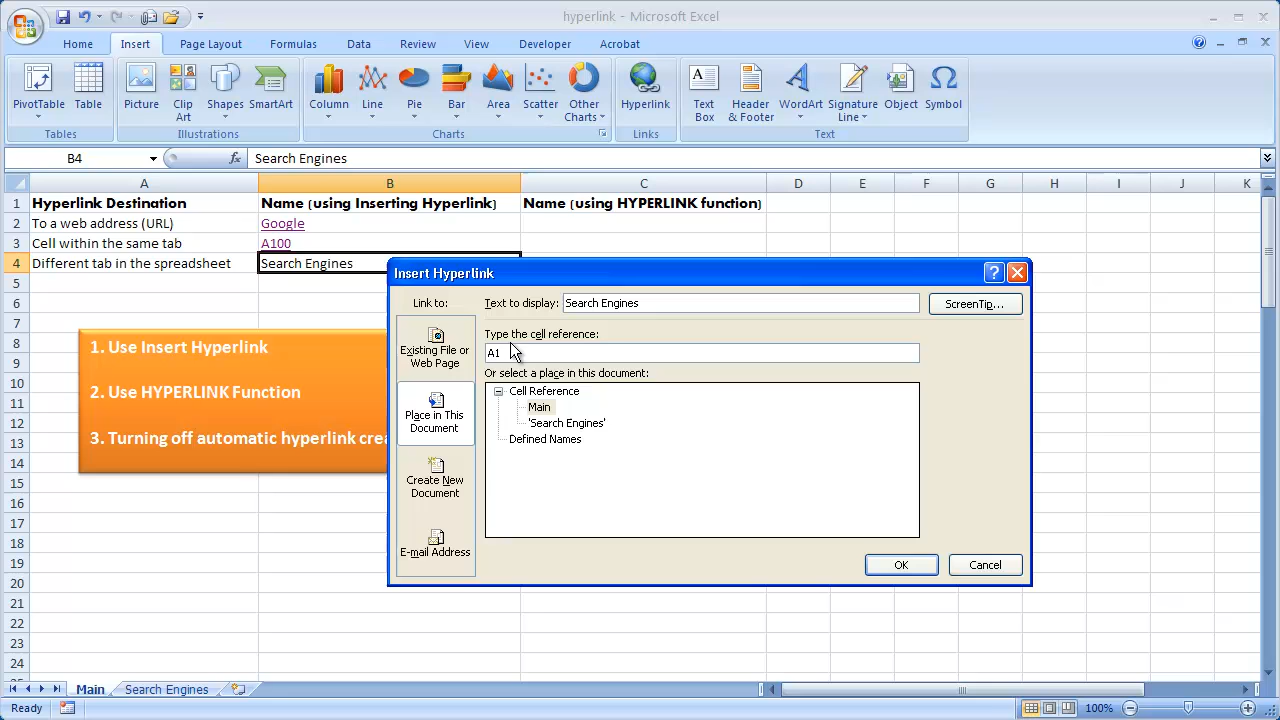 hyperlink - Microsoft Excel
Home Insert Page Layout Formulas Data Review View Developer Acrobat
PivotTable Table Picture Clip Art Shapes SmartArt Column Line Pie Bar Area Scatter Other Charts Hyperlink Text Box Header & Footer WordArt Signature Line Object Symbol
Tables Illustrations Charts Links Text
B4 fx Search Engines
A B C D E F G H I J K
1 Hyperlink Destination Name (using Inserting Hyperlink) Name (using HYPERLINK function)
2 To a web address (URL) Google
3 Cell within the same tab A100
4 Different tab in the spreadsheet Search Engines
5
6
7
8
9
10
11
12
13
14
15
16
17
18
19
20
21
22
23
24
1. Use Insert Hyperlink
2. Use HYPERLINK Function
3. Turning off automatic hyperlink crea
Insert Hyperlink
Link to: Text to display: Search Engines ScreenTip...
Existing File or Web Page
Place in This Document
Create New Document
E-mail Address
Type the cell reference:
A1
Or select a place in this document:
Cell Reference
Main
'Search Engines'
Defined Names
OK Cancel
Main Search Engines
Ready 100%